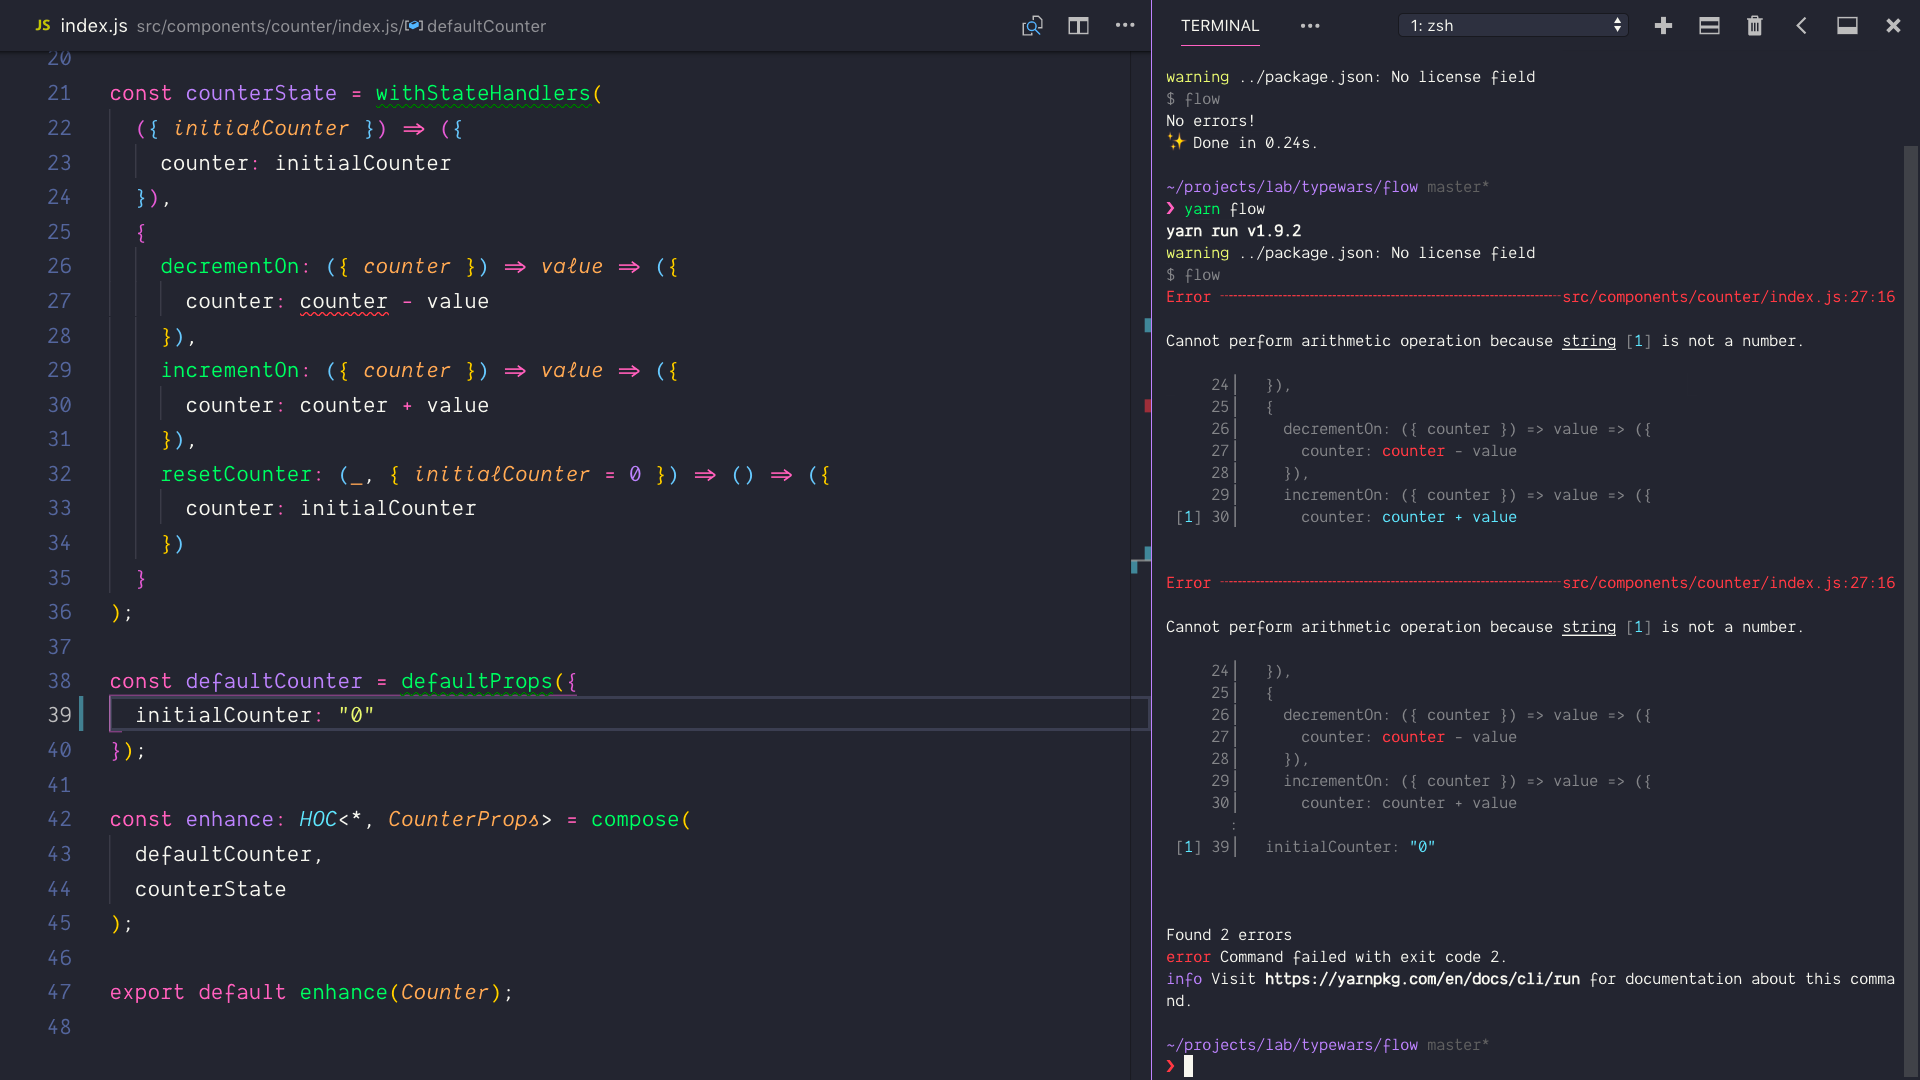 JS index.js src/components/counter/index.js/ defaultCounter
20
21 const counterState = withStateHandlers(
22 ({ initialCounter }) => ({
23 counter: initialCounter
24 }),
25 {
26 decrementOn: ({ counter }) => value => ({
27 counter: counter - value
28 }),
29 incrementOn: ({ counter }) => value => ({
30 counter: counter + value
31 }),
32 resetCounter: (_, { initialCounter = 0 }) => () => ({
33 counter: initialCounter
34 })
35 }
36 );
37
38 const defaultCounter = defaultProps({
39 initialCounter: "0"
40 });
41
42 const enhance: HOC<*, CounterProps> = compose(
43 defaultCounter,
44 counterState
45 );
46
47 export default enhance(Counter);
48
TERMINAL ••• 1: zsh
warning ../package.json: No license field
$ flow
No errors!
✨ Done in 0.24s.
~/projects/lab/typewars/flow master*
❯ yarn flow
yarn run v1.9.2
warning ../package.json: No license field
$ flow
Error ---------------------------------------- src/components/counter/index.js:27:16
Cannot perform arithmetic operation because string [1] is not a number.
24│ }),
25│ {
26│ decrementOn: ({ counter }) => value => ({
27│ counter: counter - value
28│ }),
29│ incrementOn: ({ counter }) => value => ({
[1] 30│ counter: counter + value
Error ---------------------------------------- src/components/counter/index.js:27:16
Cannot perform arithmetic operation because string [1] is not a number.
24│ }),
25│ {
26│ decrementOn: ({ counter }) => value => ({
27│ counter: counter - value
28│ }),
29│ incrementOn: ({ counter }) => value => ({
30│ counter: counter + value
:
[1] 39│ initialCounter: "0"
Found 2 errors
error Command failed with exit code 2.
info Visit https://yarnpkg.com/en/docs/cli/run for documentation about this comma
nd.
~/projects/lab/typewars/flow master*
❯